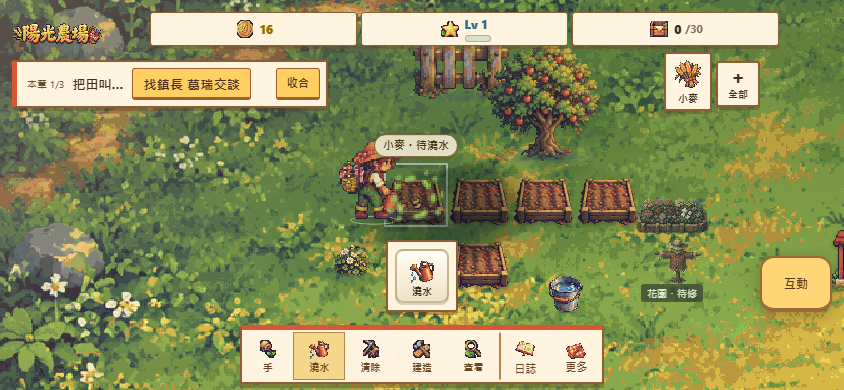 陽光農場
16
Lv 1
0 /30
本章 1/3 把田叫... 找鎮長 葛瑞交談 收合
小麥
+
全部
小麥・待澆水
澆水
花圃・待修
互動
手 澆水 清除 建造 查看 日誌 更多